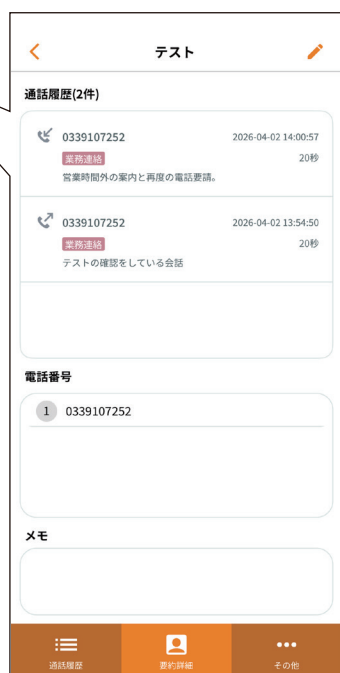 テスト
通話履歴(2件)
0339107252 2026-04-02 14:00:57
業務連絡 20秒
営業時間外の案内と再度の電話要請。
0339107252 2026-04-02 13:54:50
業務連絡 20秒
テストの確認をしている会話
電話番号
1 0339107252
メモ
通話履歴 要約詳細 その他